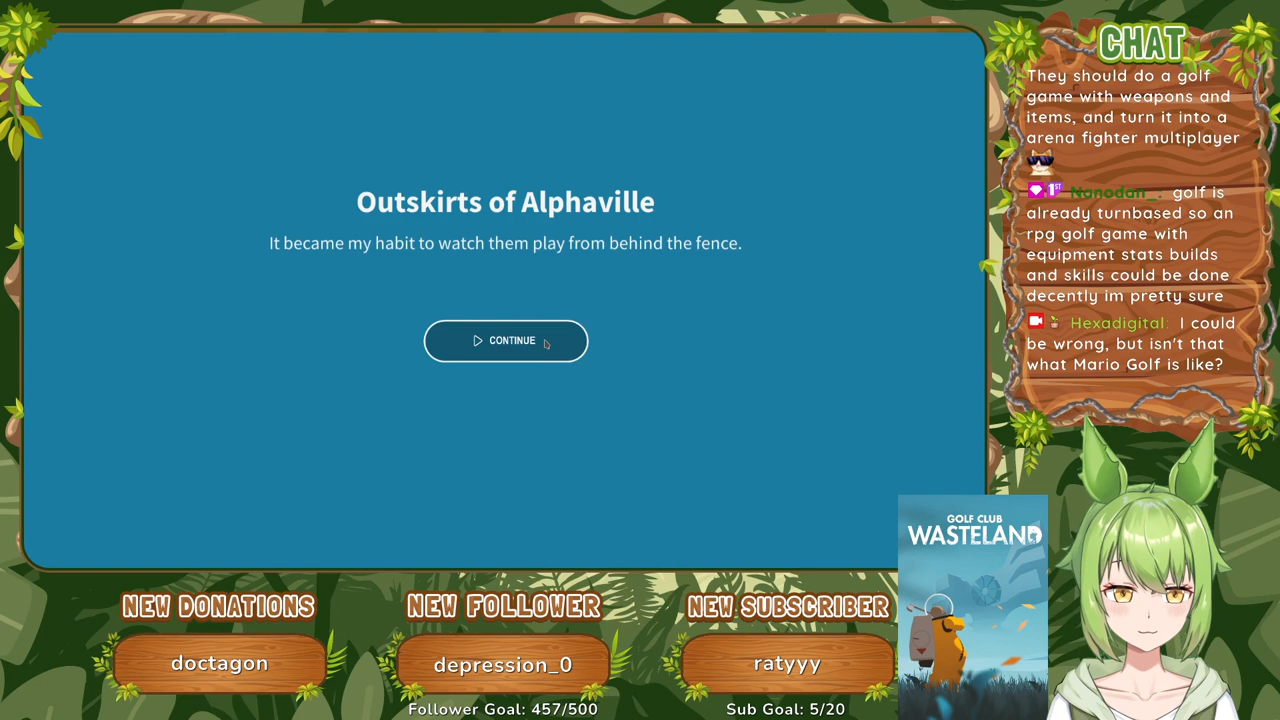 CHAT
They should do a golf
game with weapons and
items, and turn it into a
arena fighter multiplayer
1ST Nanodan_: golf is
already turnbased so an
rpg golf game with
equipment stats builds
and skills could be done
decently im pretty sure
Hexadigital: I could
be wrong, but isn't that
what Mario Golf is like?
Outskirts of Alphaville
It became my habit to watch them play from behind the fence.
CONTINUE
GOLF CLUB
WASTELAND
NEW DONATIONS
doctagon
NEW FOLLOWER
depression_0
Follower Goal: 457/500
NEW SUBSCRIBER
ratyyy
Sub Goal: 5/20